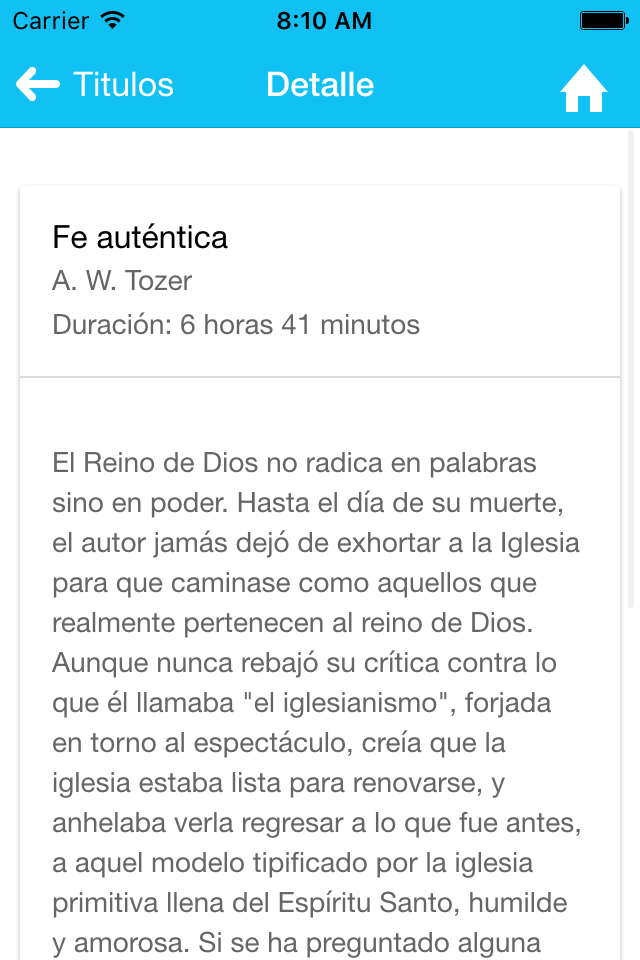 Carrier 8:10 AM
Titulos Detalle
Fe auténtica
A. W. Tozer
Duración: 6 horas 41 minutos
El Reino de Dios no radica en palabras
sino en poder. Hasta el día de su muerte,
el autor jamás dejó de exhortar a la Iglesia
para que caminase como aquellos que
realmente pertenecen al reino de Dios.
Aunque nunca rebajó su crítica contra lo
que él llamaba "el iglesianismo", forjada
en torno al espectáculo, creía que la
iglesia estaba lista para renovarse, y
anhelaba verla regresar a lo que fue antes,
a aquel modelo tipificado por la iglesia
primitiva llena del Espíritu Santo, humilde
y amorosa. Si se ha preguntado alguna